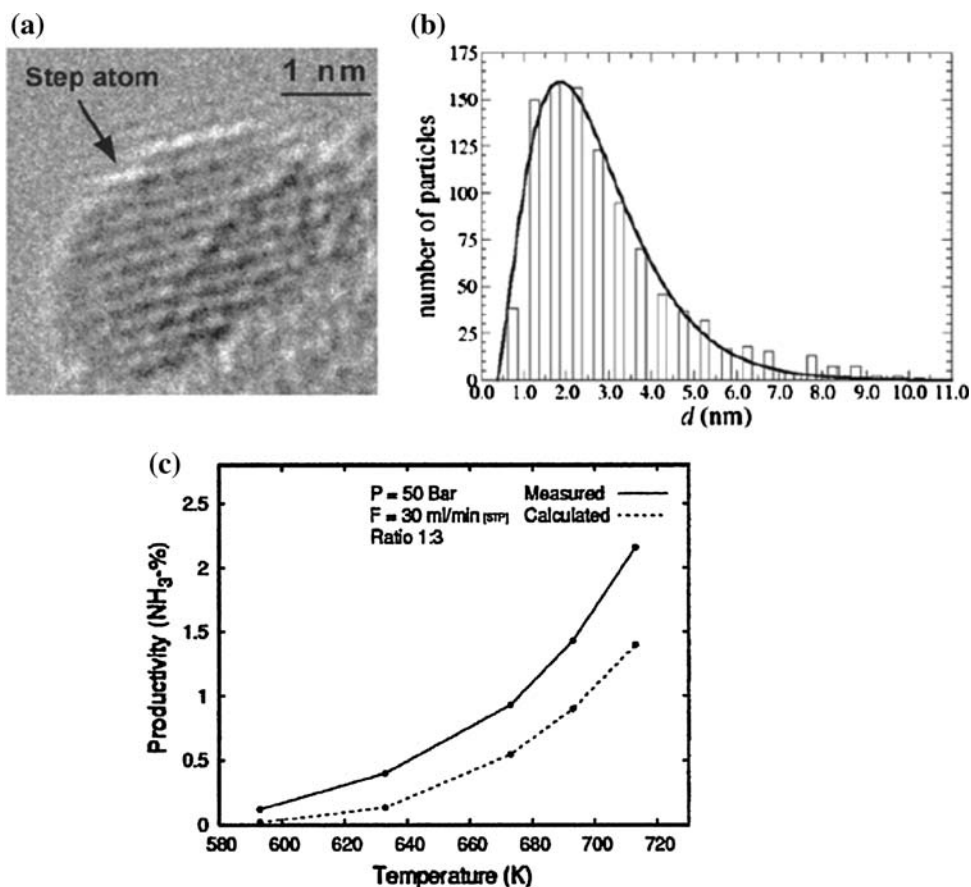 (a)
Step atom
1 nm
(b)
number of particles
175
150
125
100
75
50
25
0
0.0 1.0 2.0 3.0 4.0 5.0 6.0 7.0 8.0 9.0 10.0 11.0
d (nm)
(c)
P = 50 Bar
F = 30 ml/min [STP]
Ratio 1:3
Measured
Calculated
Productivity (NH3-%)
2.5
2
1.5
1
0.5
0
580 600 620 640 660 680 700 720
Temperature (K)